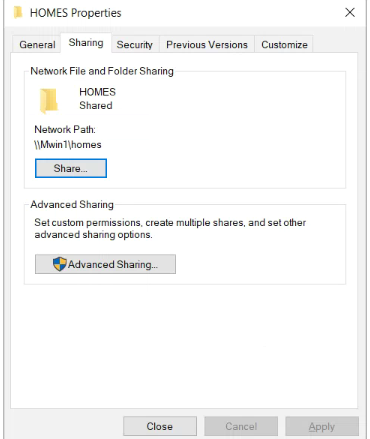 HOMES Properties
General Sharing Security Previous Versions Customize
Network File and Folder Sharing
HOMES
Shared
Network Path:
\\Mwin1\homes
Share...
Advanced Sharing
Set custom permissions, create multiple shares, and set other
advanced sharing options.
Advanced Sharing...
Close Cancel Apply